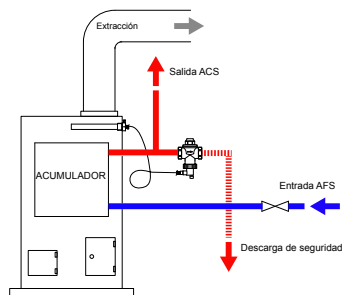 Extracción
Salida ACS
ACUMULADOR
Entrada AFS
Descarga de seguridad